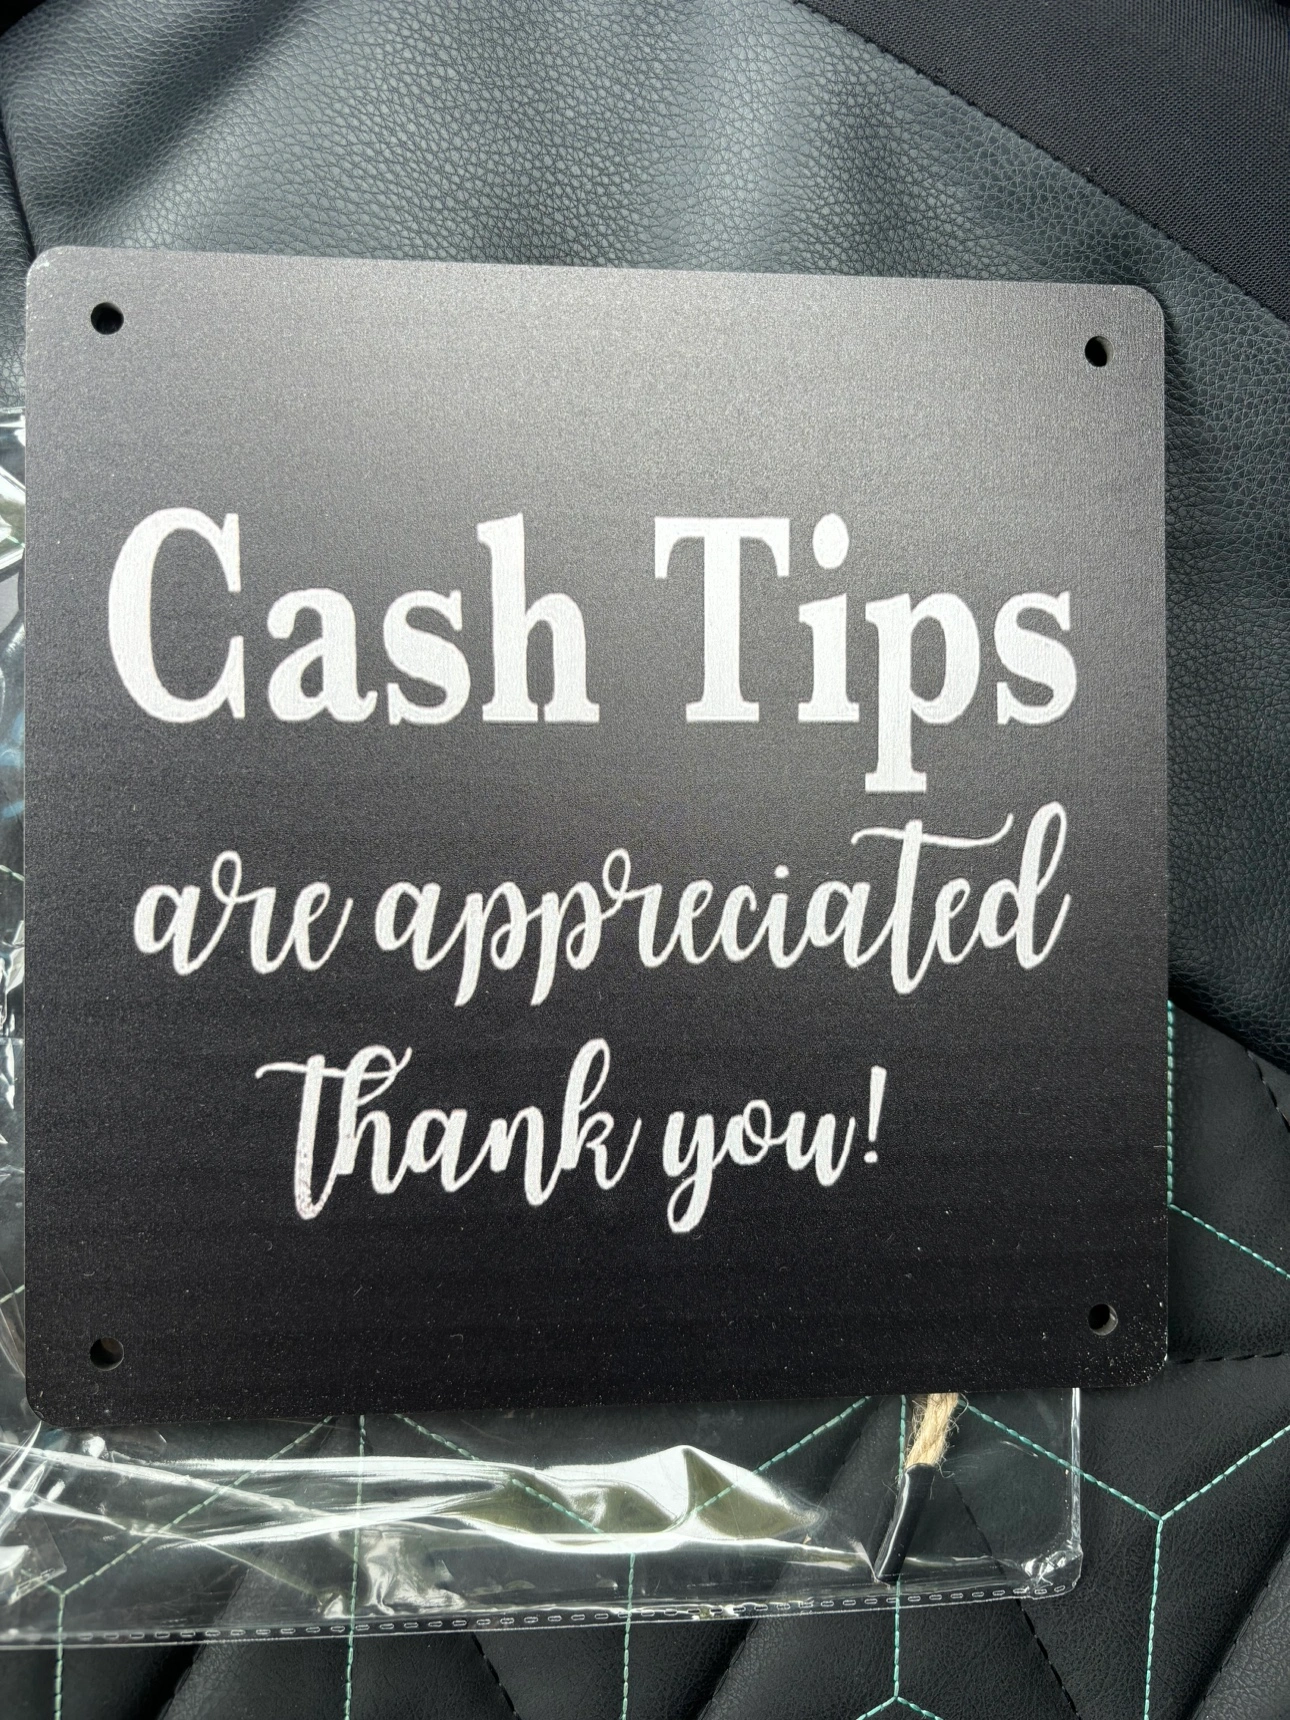 Cash Tips
are appreciated
thank you!